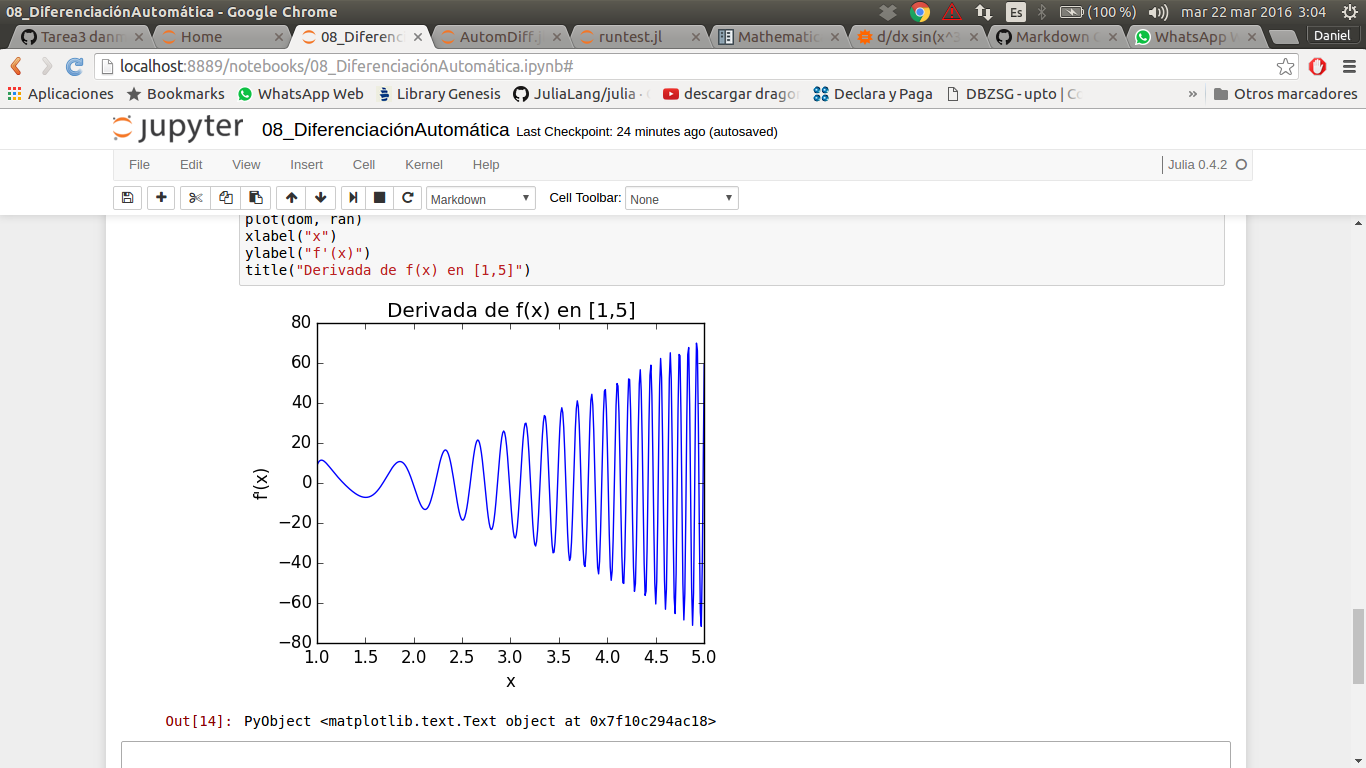 08_DiferenciaciónAutomática - Google Chrome
Es (100 %) mar 22 mar 2016 3:04
Tarea3 danm Home 08_Diferenc AutomDiff.j runtest.jl Mathematic d/dx sin(x^3 Markdown C WhatsApp W Daniel
localhost:8889/notebooks/08_DiferenciaciónAutomática.ipynb#
Aplicaciones Bookmarks WhatsApp Web Library Genesis JuliaLang/julia · descargar drago Declara y Paga DBZSG - upto | Co » Otros marcadores
jupyter 08_DiferenciaciónAutomática Last Checkpoint: 24 minutes ago (autosaved)
File Edit View Insert Cell Kernel Help Julia 0.4.2
Markdown Cell Toolbar: None
plot(dom, ran)
xlabel("x")
ylabel("f'(x)")
title("Derivada de f(x) en [1,5]")
Derivada de f(x) en [1,5]
80
60
40
20
0
−20
−40
−60
−80
f'(x)
1.0 1.5 2.0 2.5 3.0 3.5 4.0 4.5 5.0
x
Out[14]: PyObject <matplotlib.text.Text object at 0x7f10c294ac18>